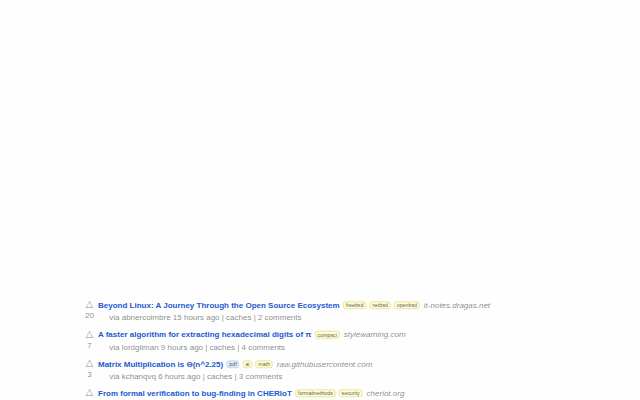 Beyond Linux: A Journey Through the Open Source Ecosystem freebsd netbsd openbsd it-notes.dragas.net
20 via abnercoimbre 15 hours ago | caches | 2 comments
A faster algorithm for extracting hexadecimal digits of π compsci stylewarning.com
7 via lordgilman 9 hours ago | caches | 4 comments
Matrix Multiplication is Θ(n^2.25) pdf ai math raw.githubusercontent.com
3 via kchanqvq 6 hours ago | caches | 3 comments
From formal verification to bug-finding in CHERIoT formalmethods security cheriot.org